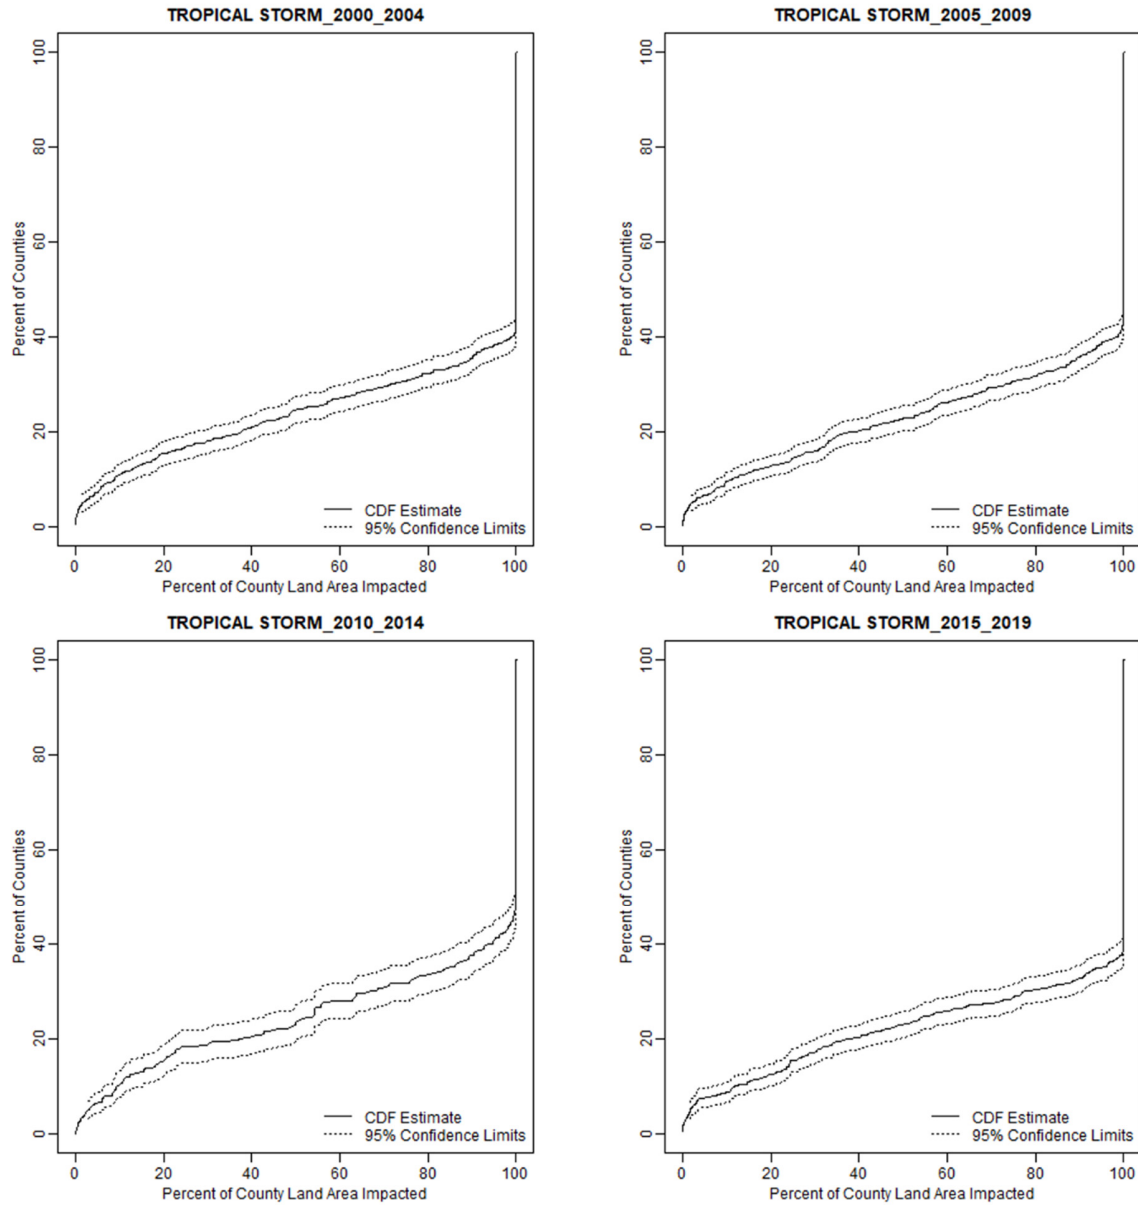 TROPICAL STORM_2000_2004
Percent of Counties
100
80
60
40
20
0
CDF Estimate
95% Confidence Limits
0 20 40 60 80 100
Percent of County Land Area Impacted
TROPICAL STORM_2005_2009
Percent of Counties
100
80
60
40
20
0
CDF Estimate
95% Confidence Limits
0 20 40 60 80 100
Percent of County Land Area Impacted
TROPICAL STORM_2010_2014
Percent of Counties
100
80
60
40
20
0
CDF Estimate
95% Confidence Limits
0 20 40 60 80 100
Percent of County Land Area Impacted
TROPICAL STORM_2015_2019
Percent of Counties
100
80
60
40
20
0
CDF Estimate
95% Confidence Limits
0 20 40 60 80 100
Percent of County Land Area Impacted